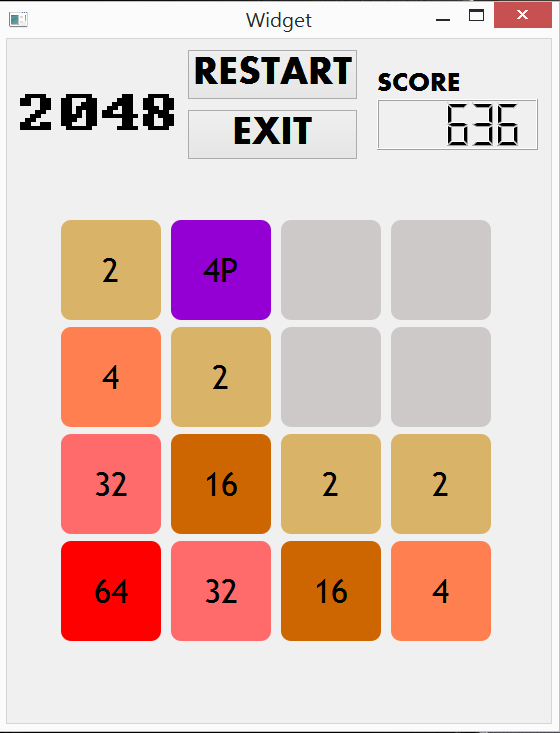 Widget
2048
RESTART
EXIT
SCORE
636
2 4P
4 2
32 16 2 2
64 32 16 4